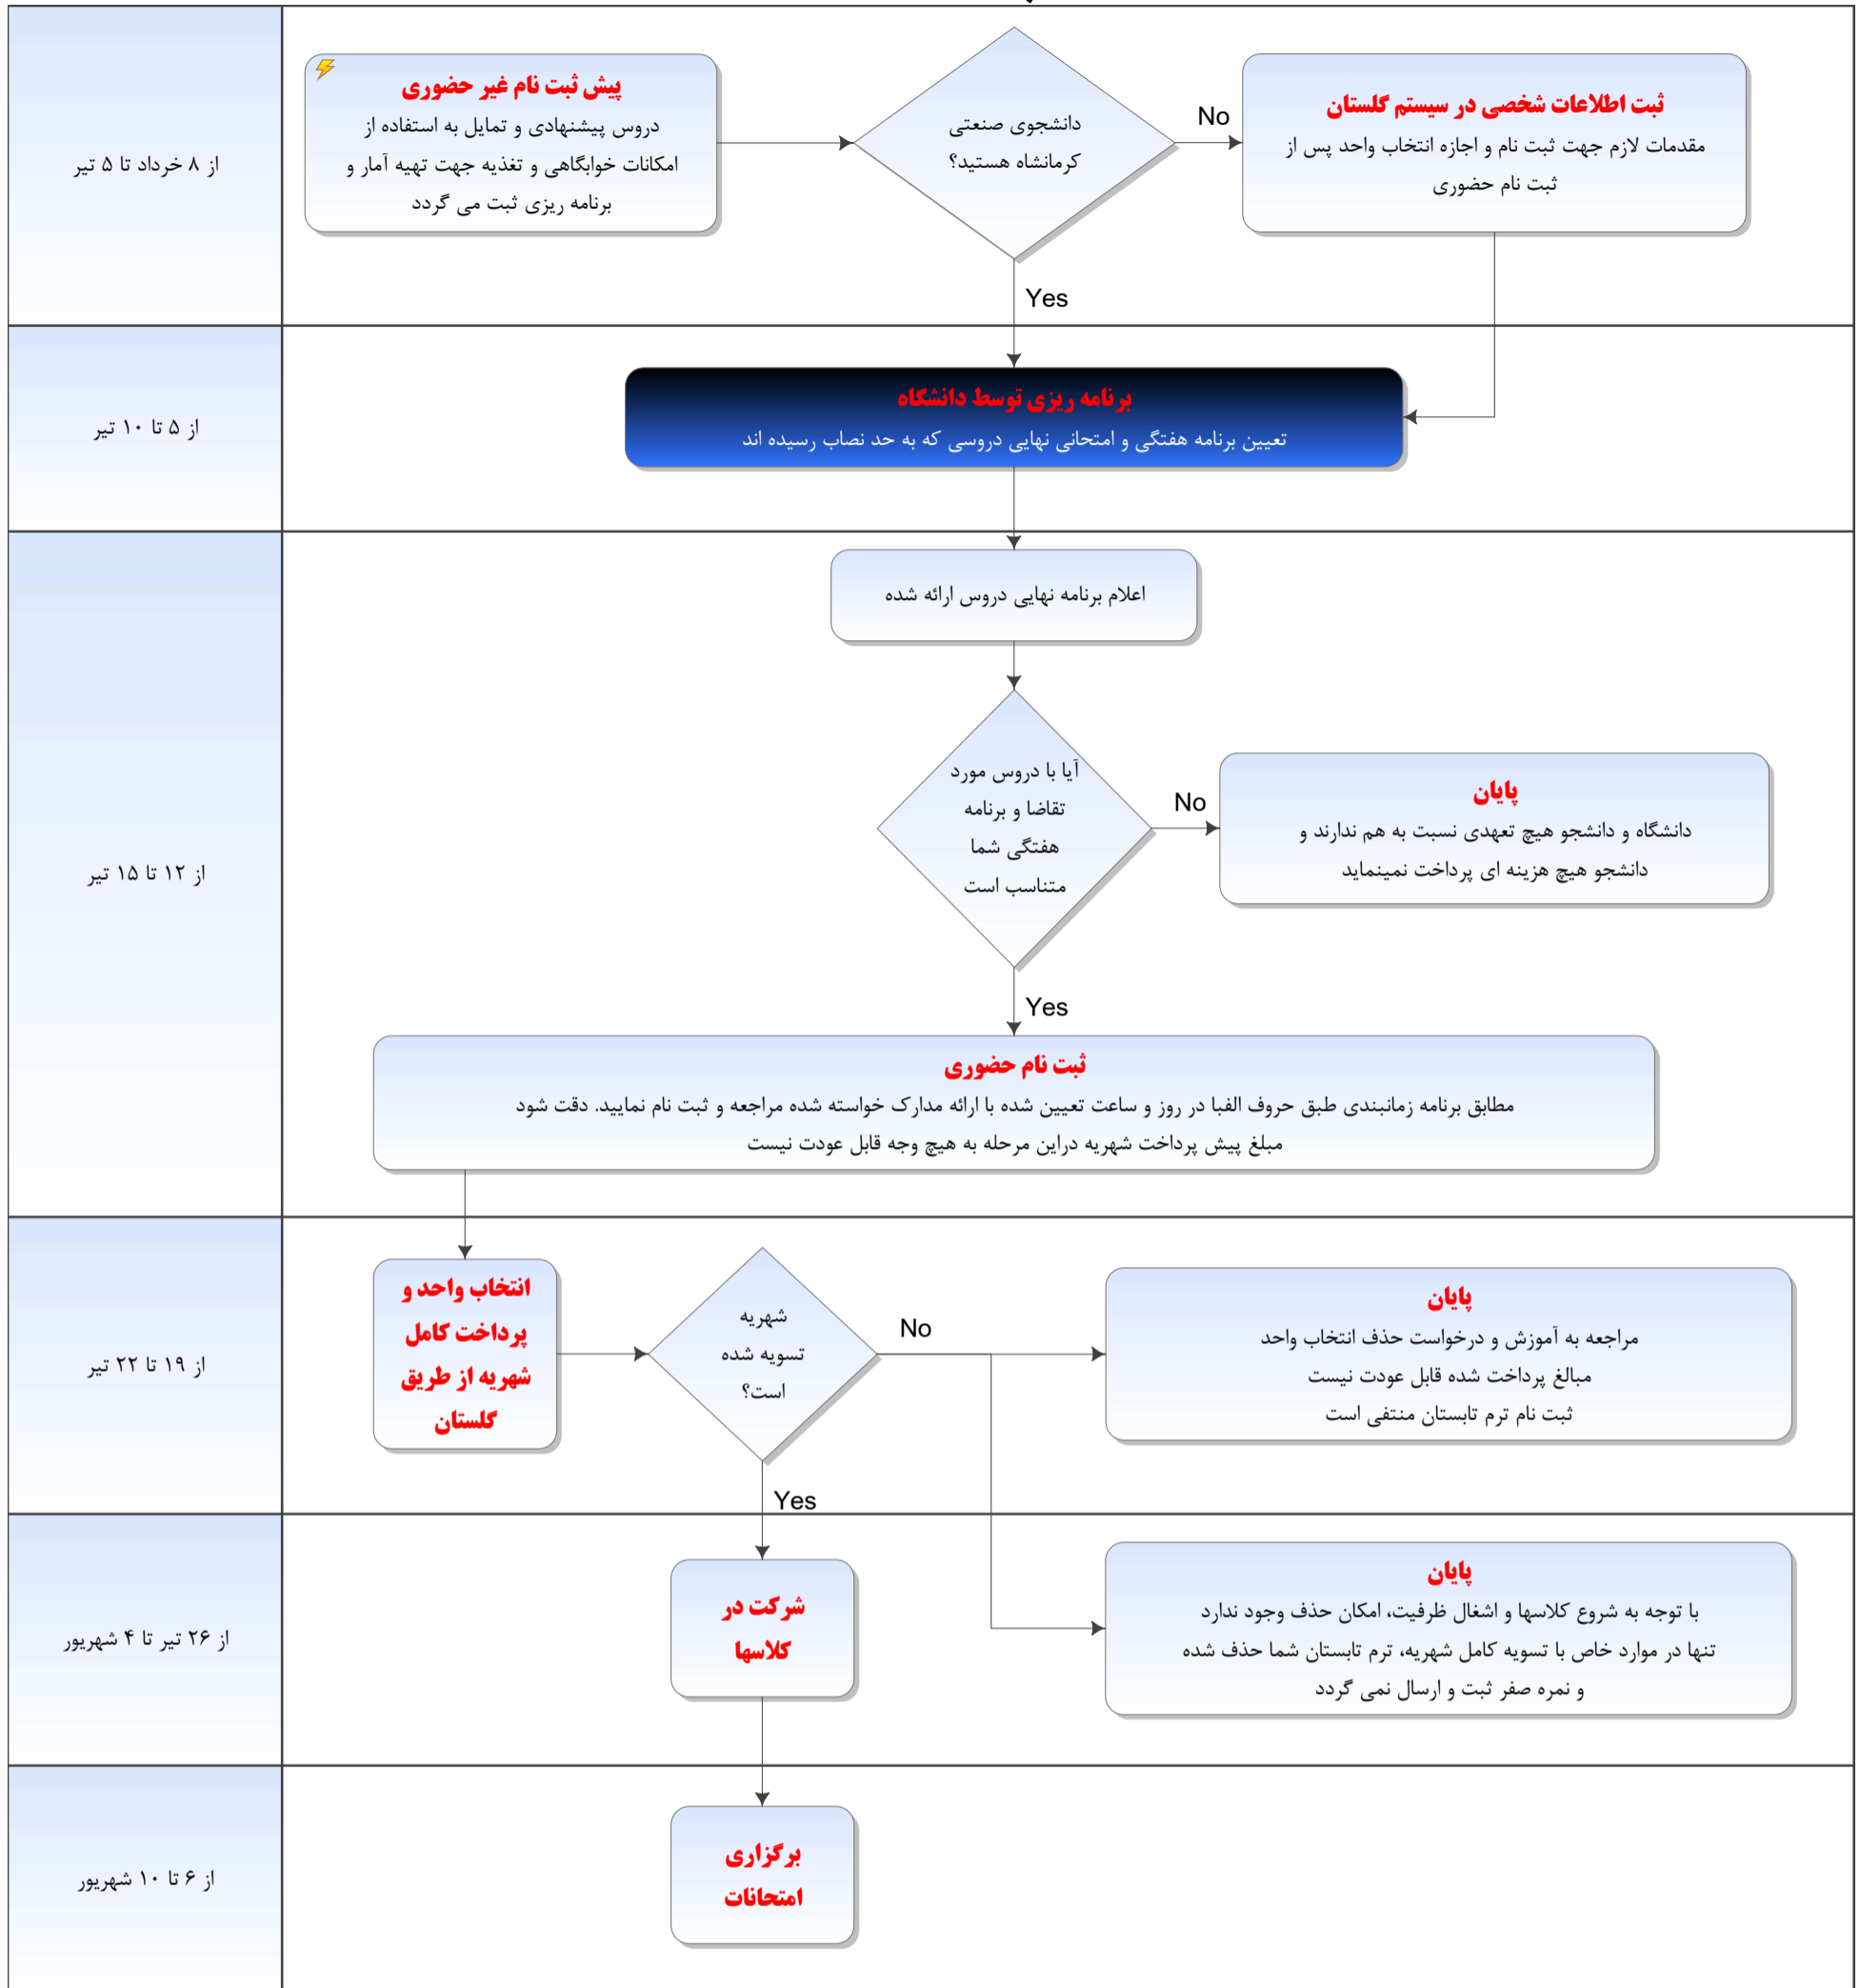 از ۸ خرداد تا ۵ تیر
پیش ثبت نام غیر حضوری
دروس پیشنهادی و تمایل به استفاده از
امکانات خوابگاهی و تغذیه جهت تهیه آمار و
برنامه ریزی ثبت می گردد
دانشجوی صنعتی
کرمانشاه هستید؟
No
ثبت اطلاعات شخصی در سیستم گلستان
مقدمات لازم جهت ثبت نام و اجازه انتخاب واحد پس از
ثبت نام حضوری
Yes
از ۵ تا ۱۰ تیر
برنامه ریزی توسط دانشگاه
تعیین برنامه هفتگی و امتحانی نهایی دروسی که به حد نصاب رسیده اند
از ۱۲ تا ۱۵ تیر
اعلام برنامه نهایی دروس ارائه شده
آیا با دروس مورد
تقاضا و برنامه
هفتگی شما
متناسب است
No
پایان
دانشگاه و دانشجو هیچ تعهدی نسبت به هم ندارند و
دانشجو هیچ هزینه ای پرداخت نمینماید
Yes
ثبت نام حضوری
مطابق برنامه زمانبندی طبق حروف الفبا در روز و ساعت تعیین شده با ارائه مدارک خواسته شده مراجعه و ثبت نام نمایید. دقت شود
مبلغ پیش پرداخت شهریه دراین مرحله به هیچ وجه قابل عودت نیست
از ۱۹ تا ۲۲ تیر
انتخاب واحد و
پرداخت کامل
شهریه از طریق
گلستان
شهریه
تسویه شده
است؟
No
پایان
مراجعه به آموزش و درخواست حذف انتخاب واحد
مبالغ پرداخت شده قابل عودت نیست
ثبت نام ترم تابستان منتفی است
Yes
از ۲۶ تیر تا ۴ شهریور
شرکت در
کلاسها
پایان
با توجه به شروع کلاسها و اشغال ظرفیت، امکان حذف وجود ندارد
تنها در موارد خاص با تسویه کامل شهریه، ترم تابستان شما حذف شده
و نمره صفر ثبت و ارسال نمی گردد
از ۶ تا ۱۰ شهریور
برگزاری
امتحانات